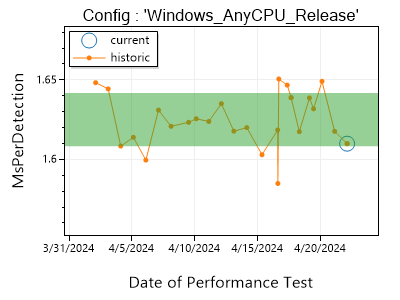 Config : 'Windows_AnyCPU_Release'
current
historic
1.65
1.6
MsPerDetection
3/31/2024 4/5/2024 4/10/2024 4/15/2024 4/20/2024
Date of Performance Test